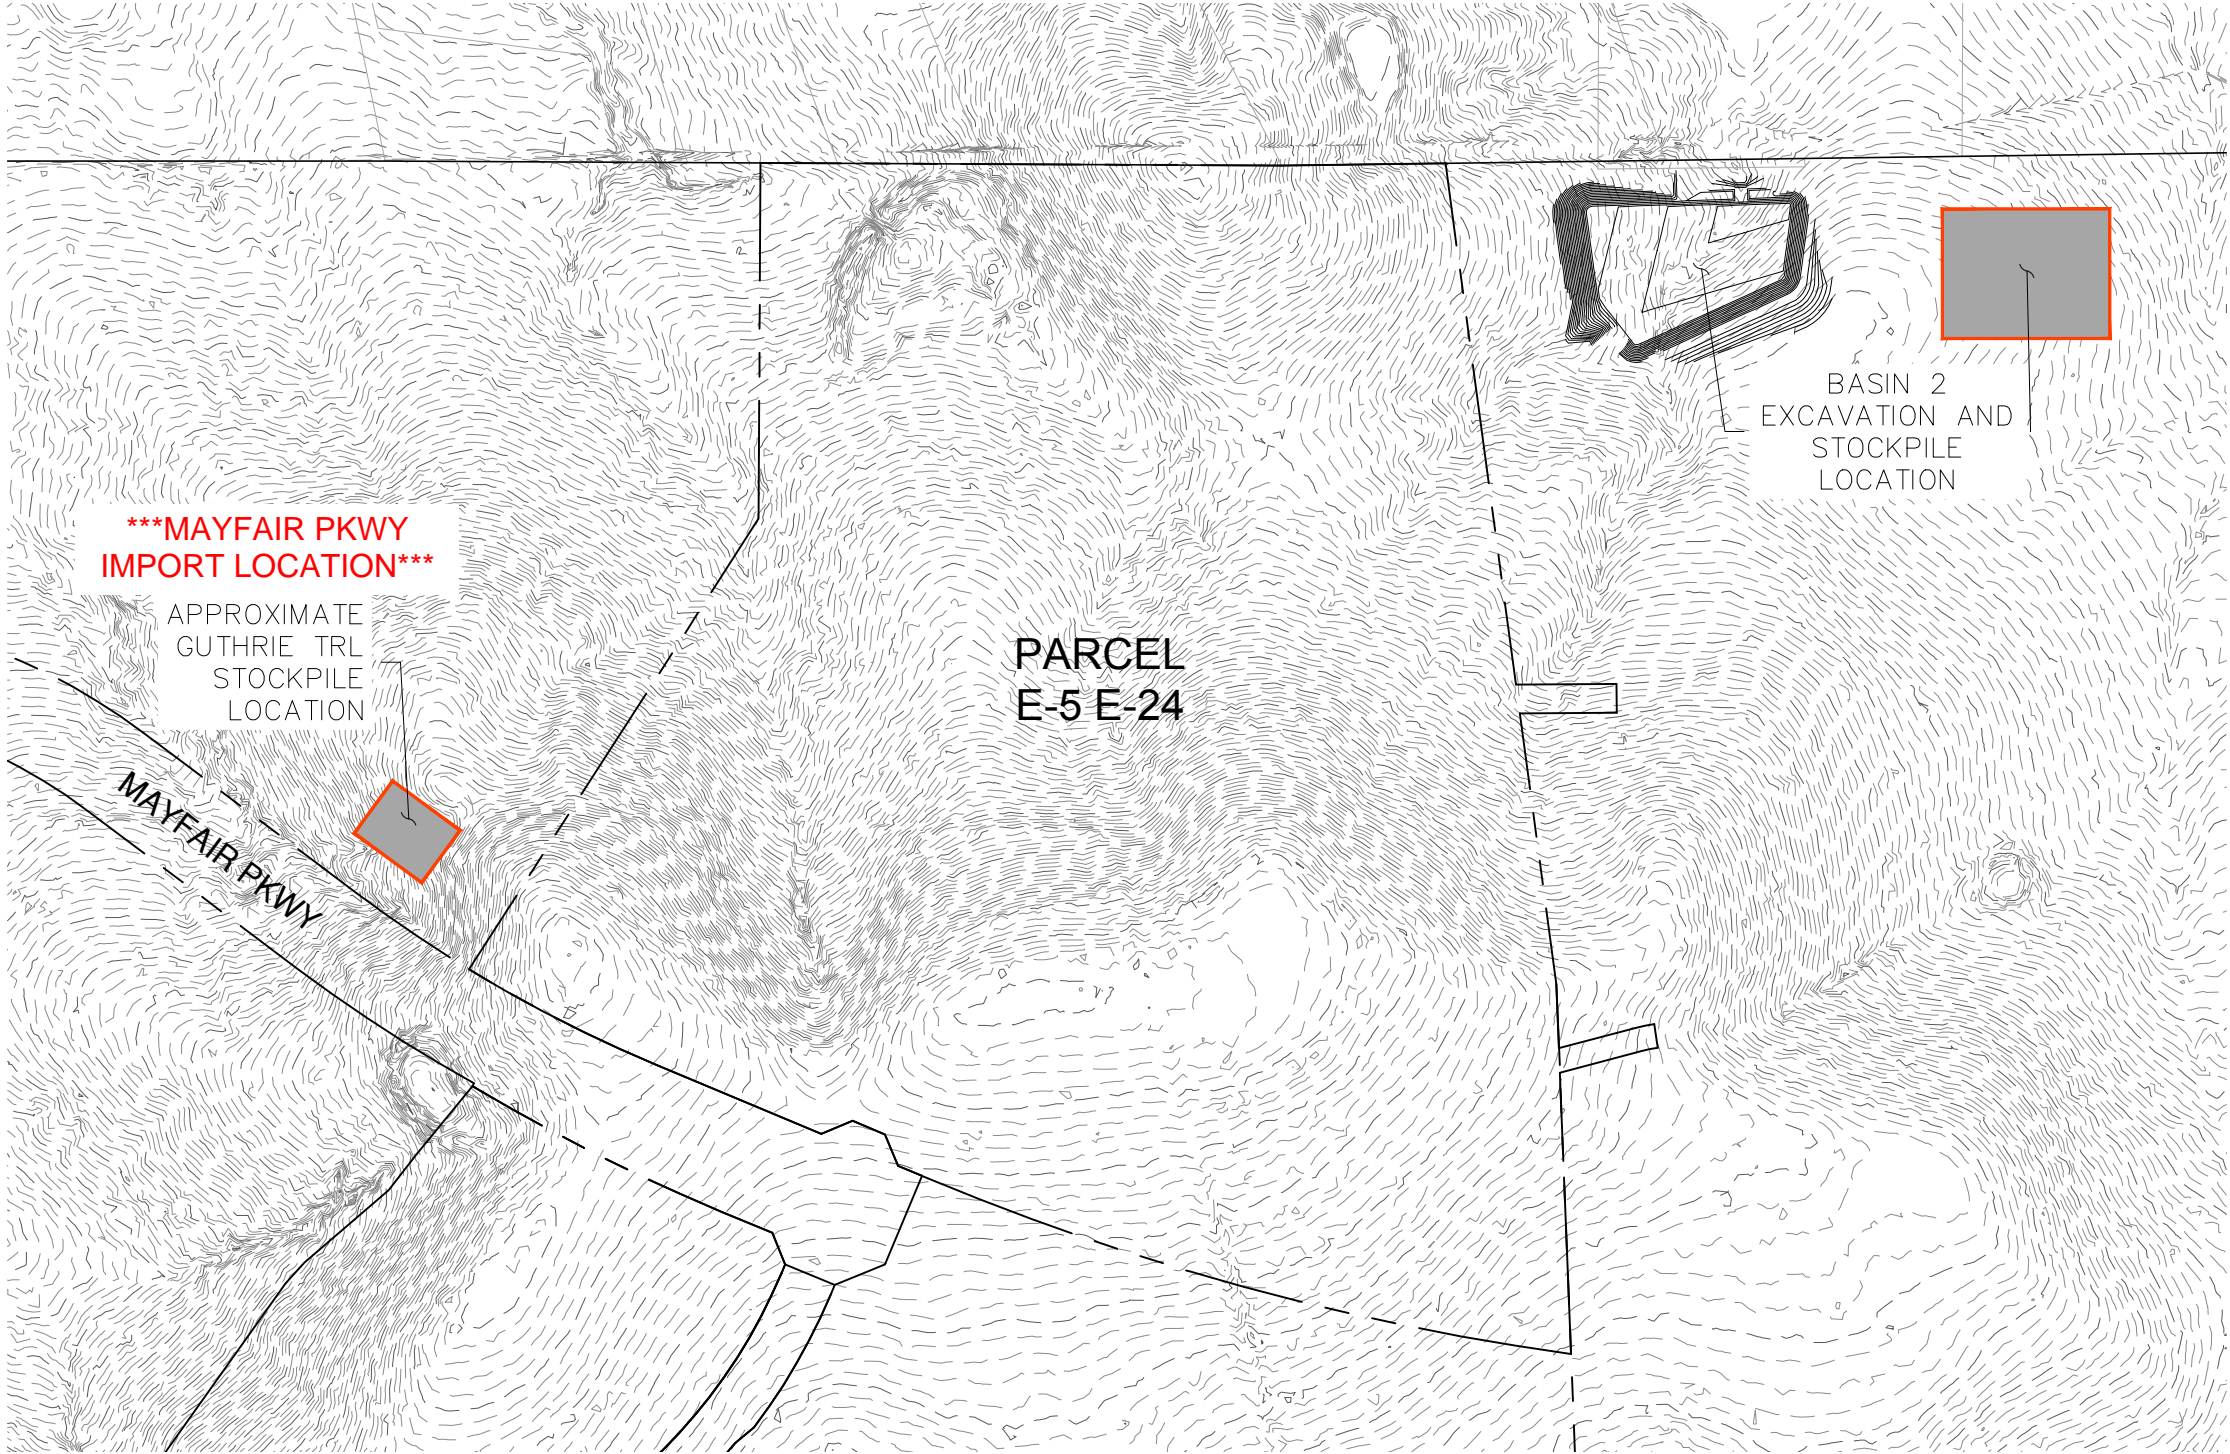 BASIN 2
EXCAVATION AND
STOCKPILE
LOCATION
***MAYFAIR PKWY
IMPORT LOCATION***
APPROXIMATE
GUTHRIE TRL
STOCKPILE
LOCATION
PARCEL
E-5 E-24
MAYFAIR PKWY